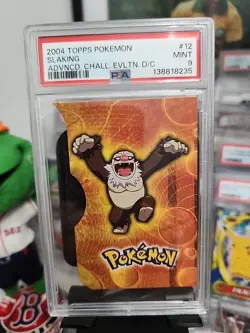 2004 TOPPS POKEMON #12
SLAKING MINT
ADVNCD. CHALL. EVLTN. D/C 9
PSA 138818235
POKéMON